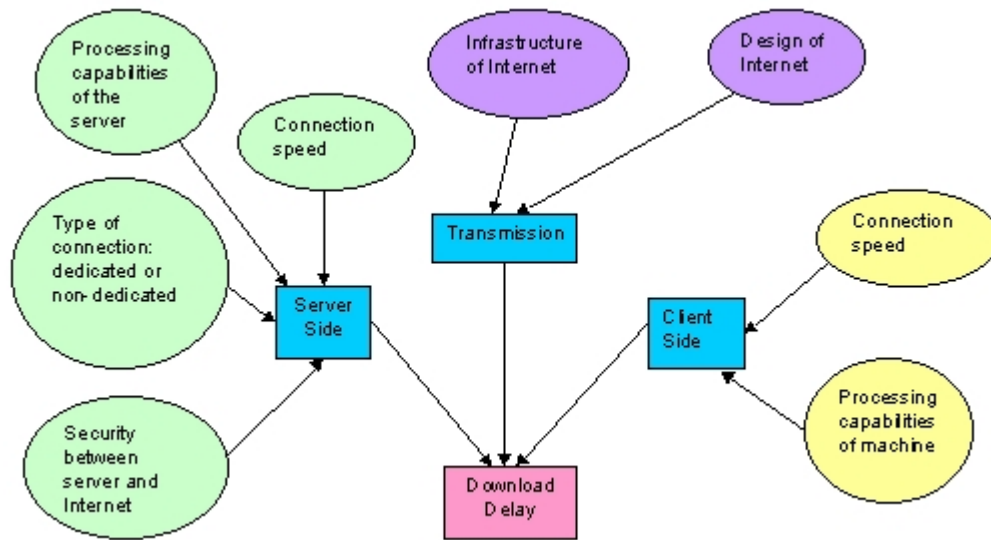 Processing
capabilities
of the
server
Connection
speed
Infrastructure
of Internet
Design of
Internet
Type of
connection:
dedicated or
non-dedicated
Transmission
Connection
speed
Server
Side
Client
Side
Security
between
server and
Internet
Processing
capabilities
of machine
Download
Delay